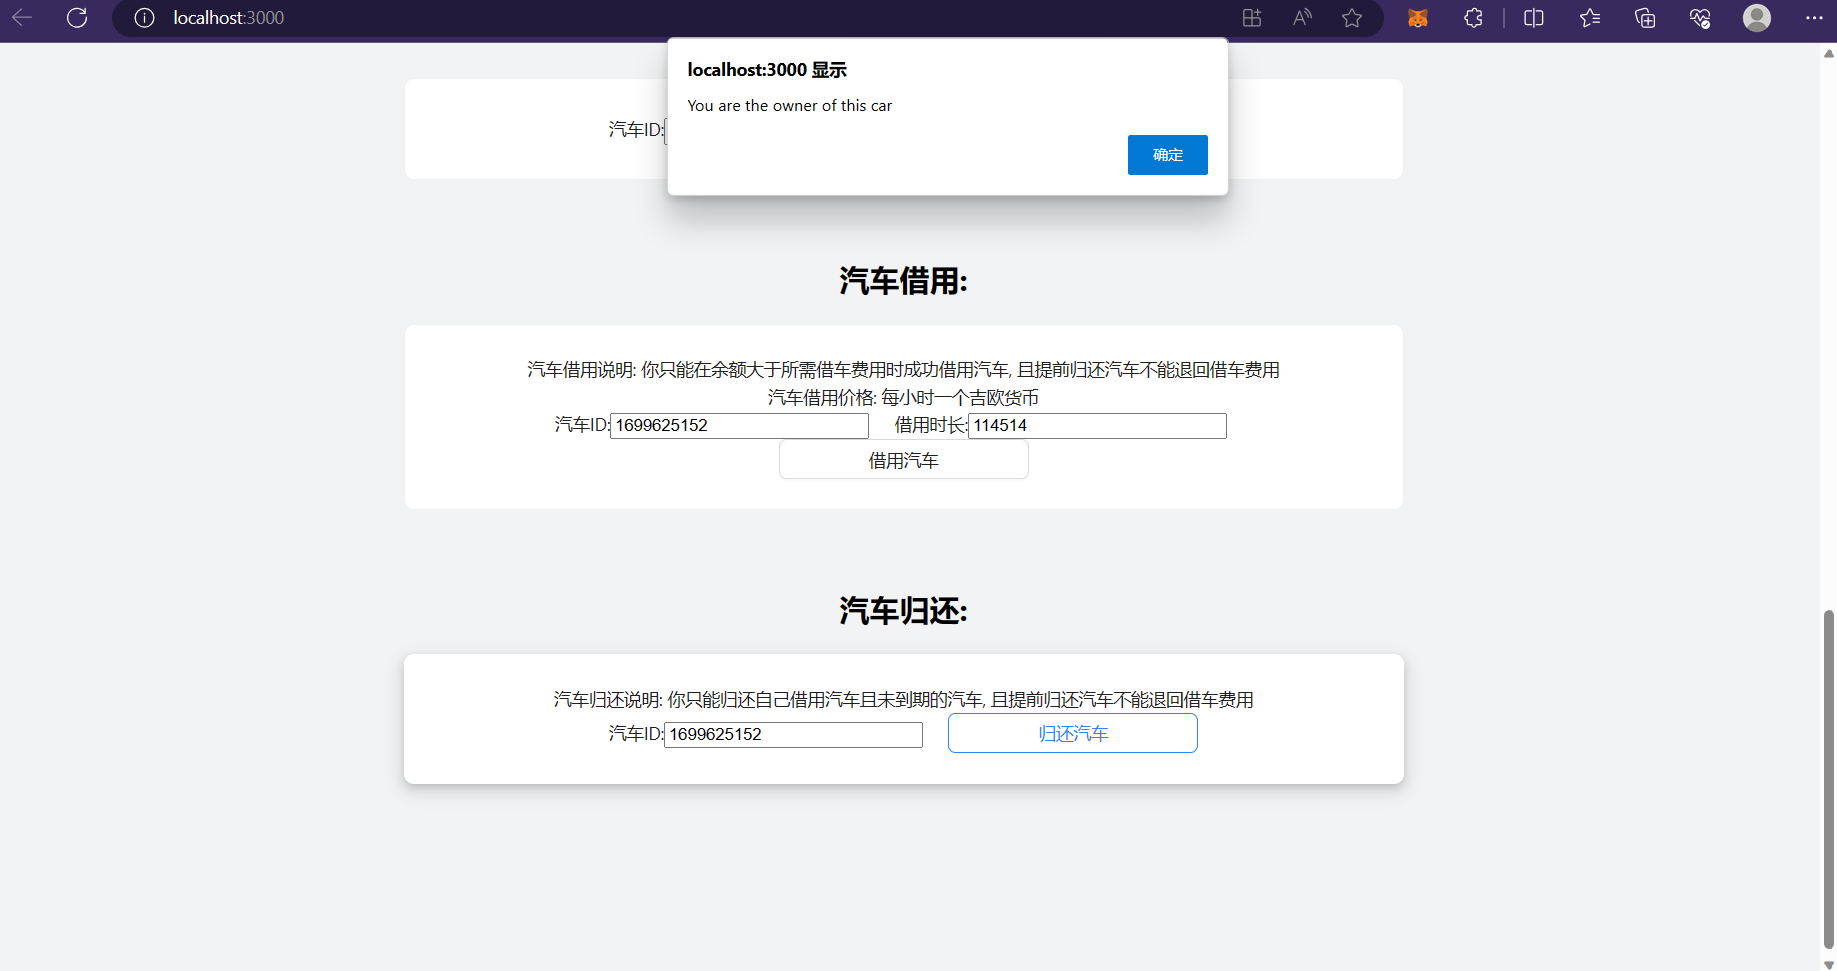 localhost:3000
localhost:3000 显示
You are the owner of this car
确定
汽车ID:
汽车借用:
汽车借用说明: 你只能在余额大于所需借车费用时成功借用汽车, 且提前归还汽车不能退回借车费用
汽车借用价格: 每小时一个吉欧货币
汽车ID: 1699625152 借用时长: 114514
借用汽车
汽车归还:
汽车归还说明: 你只能归还自己借用汽车且未到期的汽车, 且提前归还汽车不能退回借车费用
汽车ID: 1699625152 归还汽车